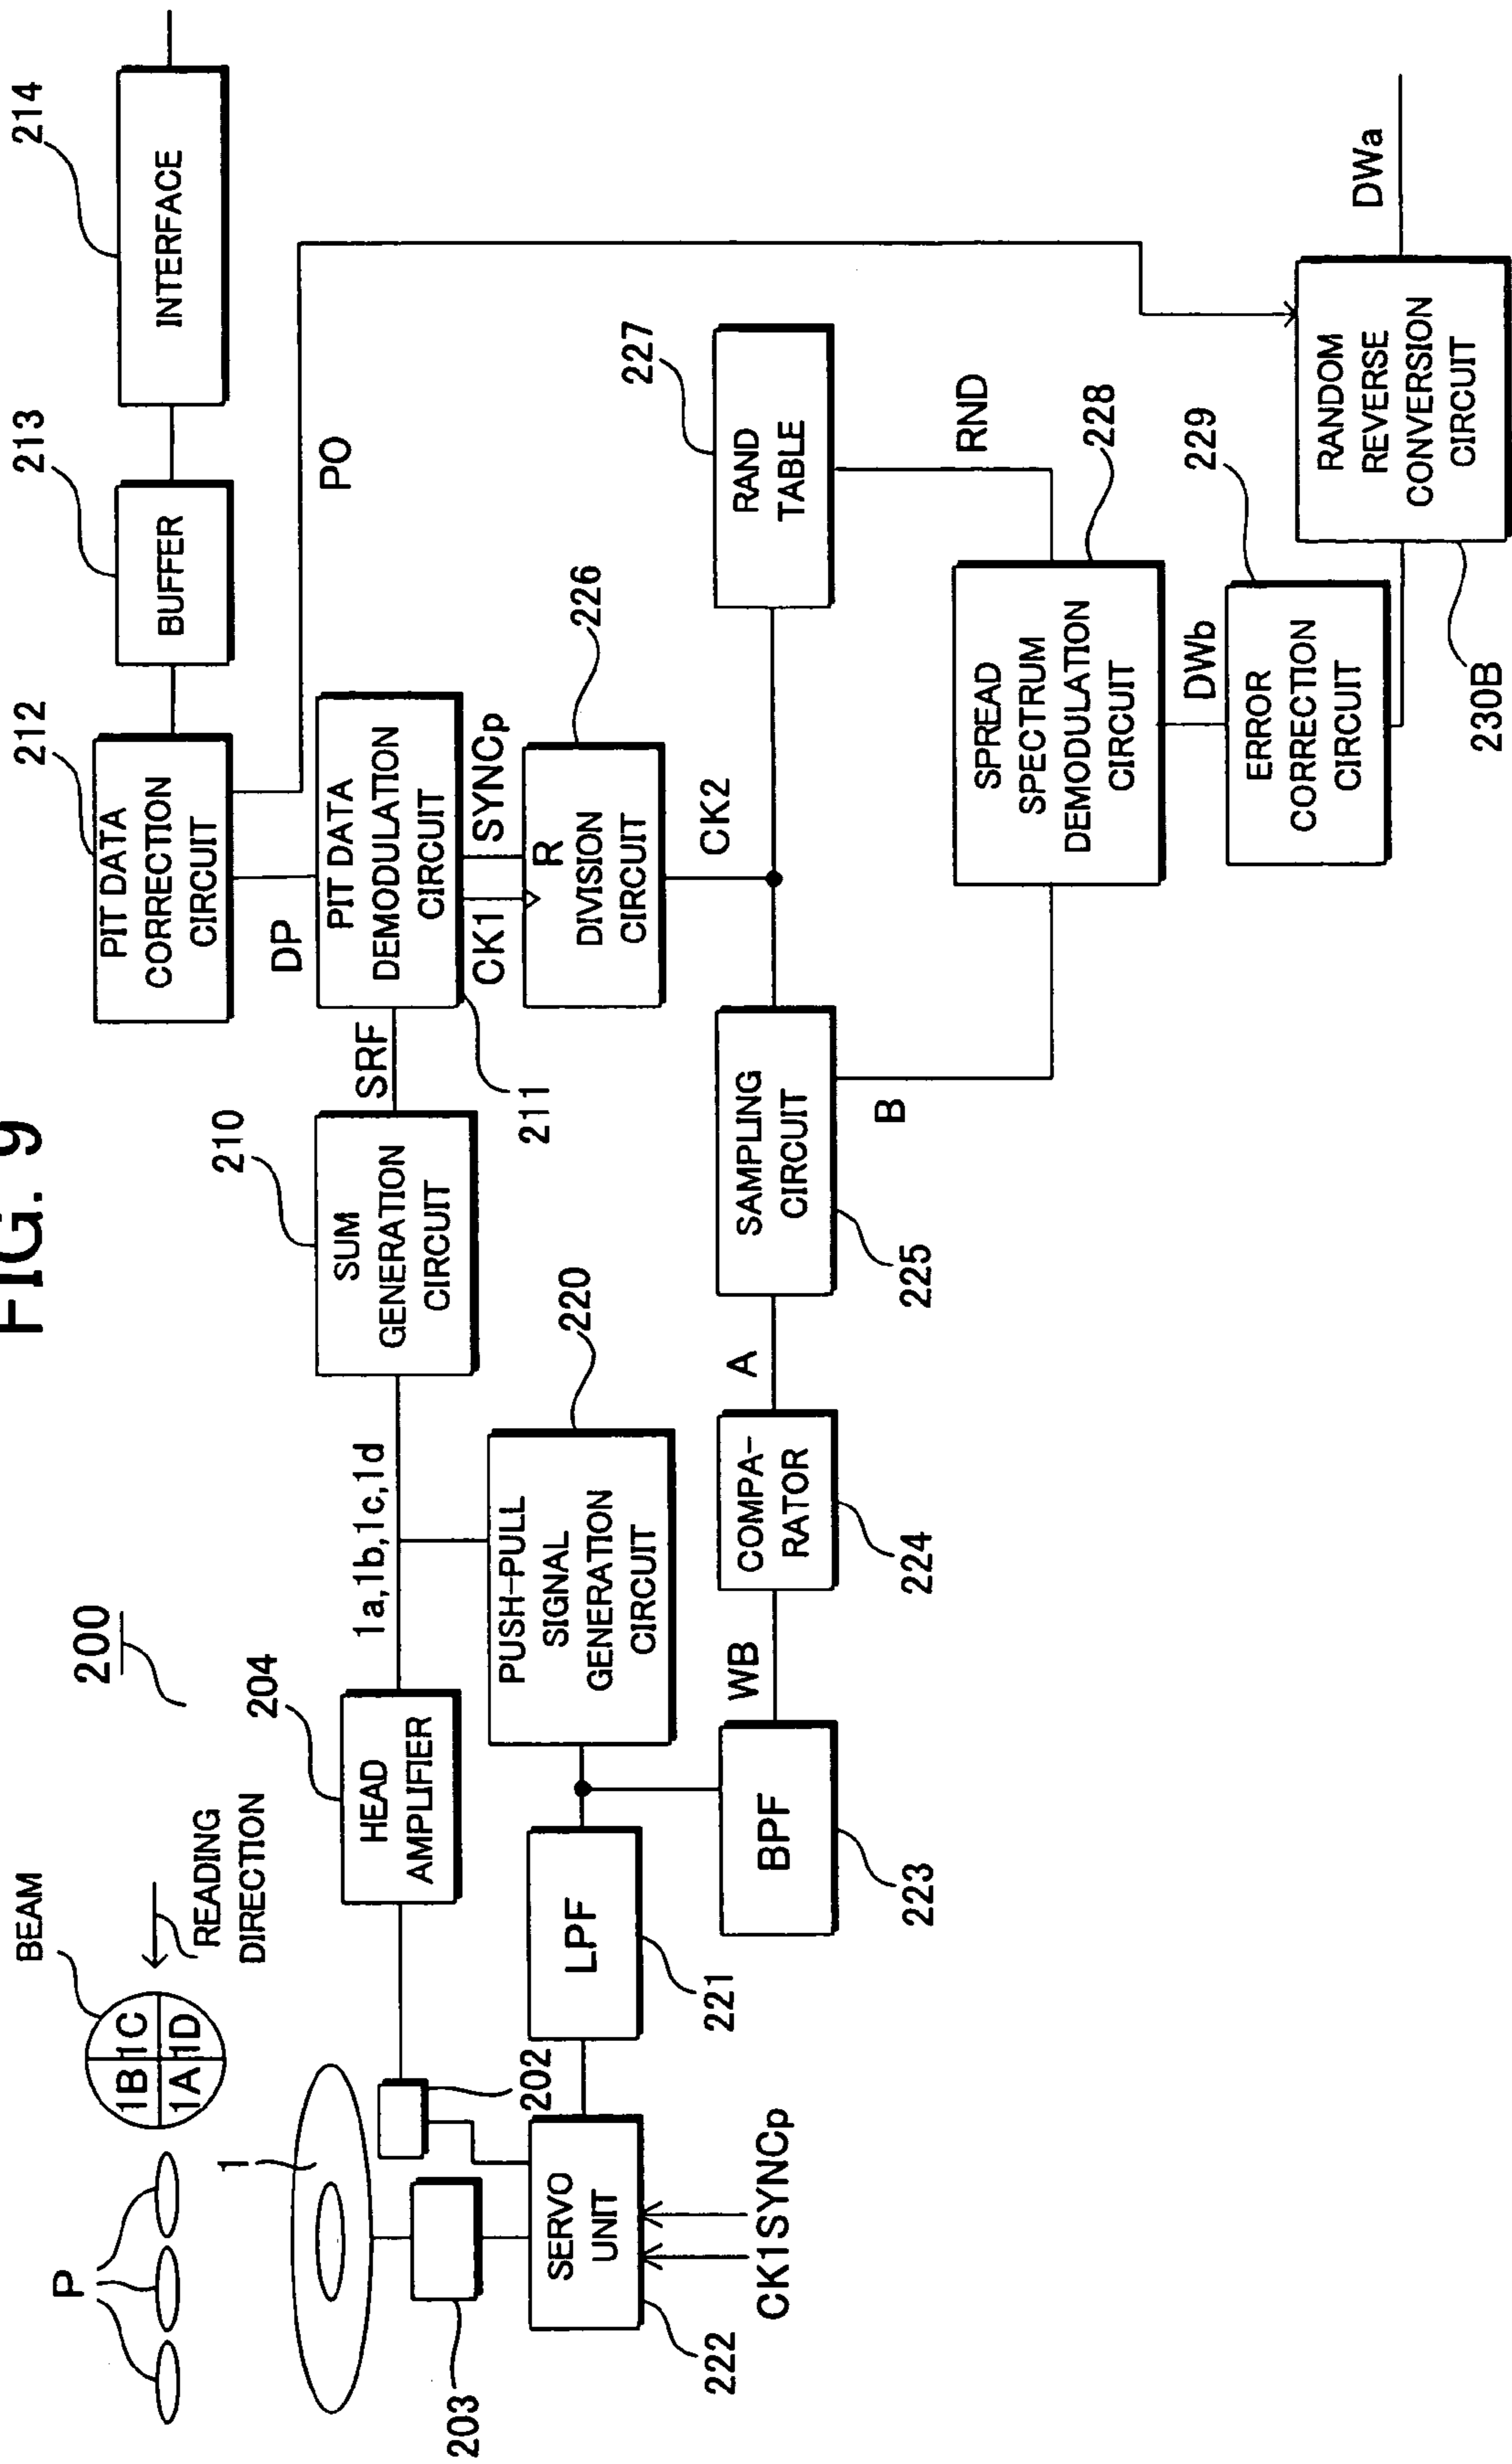 FIG. 9
200
P
BEAM
1B
1C
1A
1D
READING
DIRECTION
1
203
202
SERVO
UNIT
222
CK1
SYNCp
204
HEAD
AMPLIFIER
1a,1b,1c,1d
LPF
221
PUSH-PULL
SIGNAL
GENERATION
CIRCUIT
220
BPF
223
WB
COMPA-
RATOR
224
A
210
SUM
GENERATION
CIRCUIT
SRF
211
PIT DATA
DEMODULATION
CIRCUIT
DP
212
PIT DATA
CORRECTION
CIRCUIT
213
BUFFER
214
INTERFACE
PO
CK1
SYNCp
R
DIVISION
CIRCUIT
226
CK2
SAMPLING
CIRCUIT
225
B
227
RAND
TABLE
RND
SPREAD
SPECTRUM
DEMODULATION
CIRCUIT
228
DWb
229
ERROR
CORRECTION
CIRCUIT
RANDOM
REVERSE
CONVERSION
CIRCUIT
230B
DWa